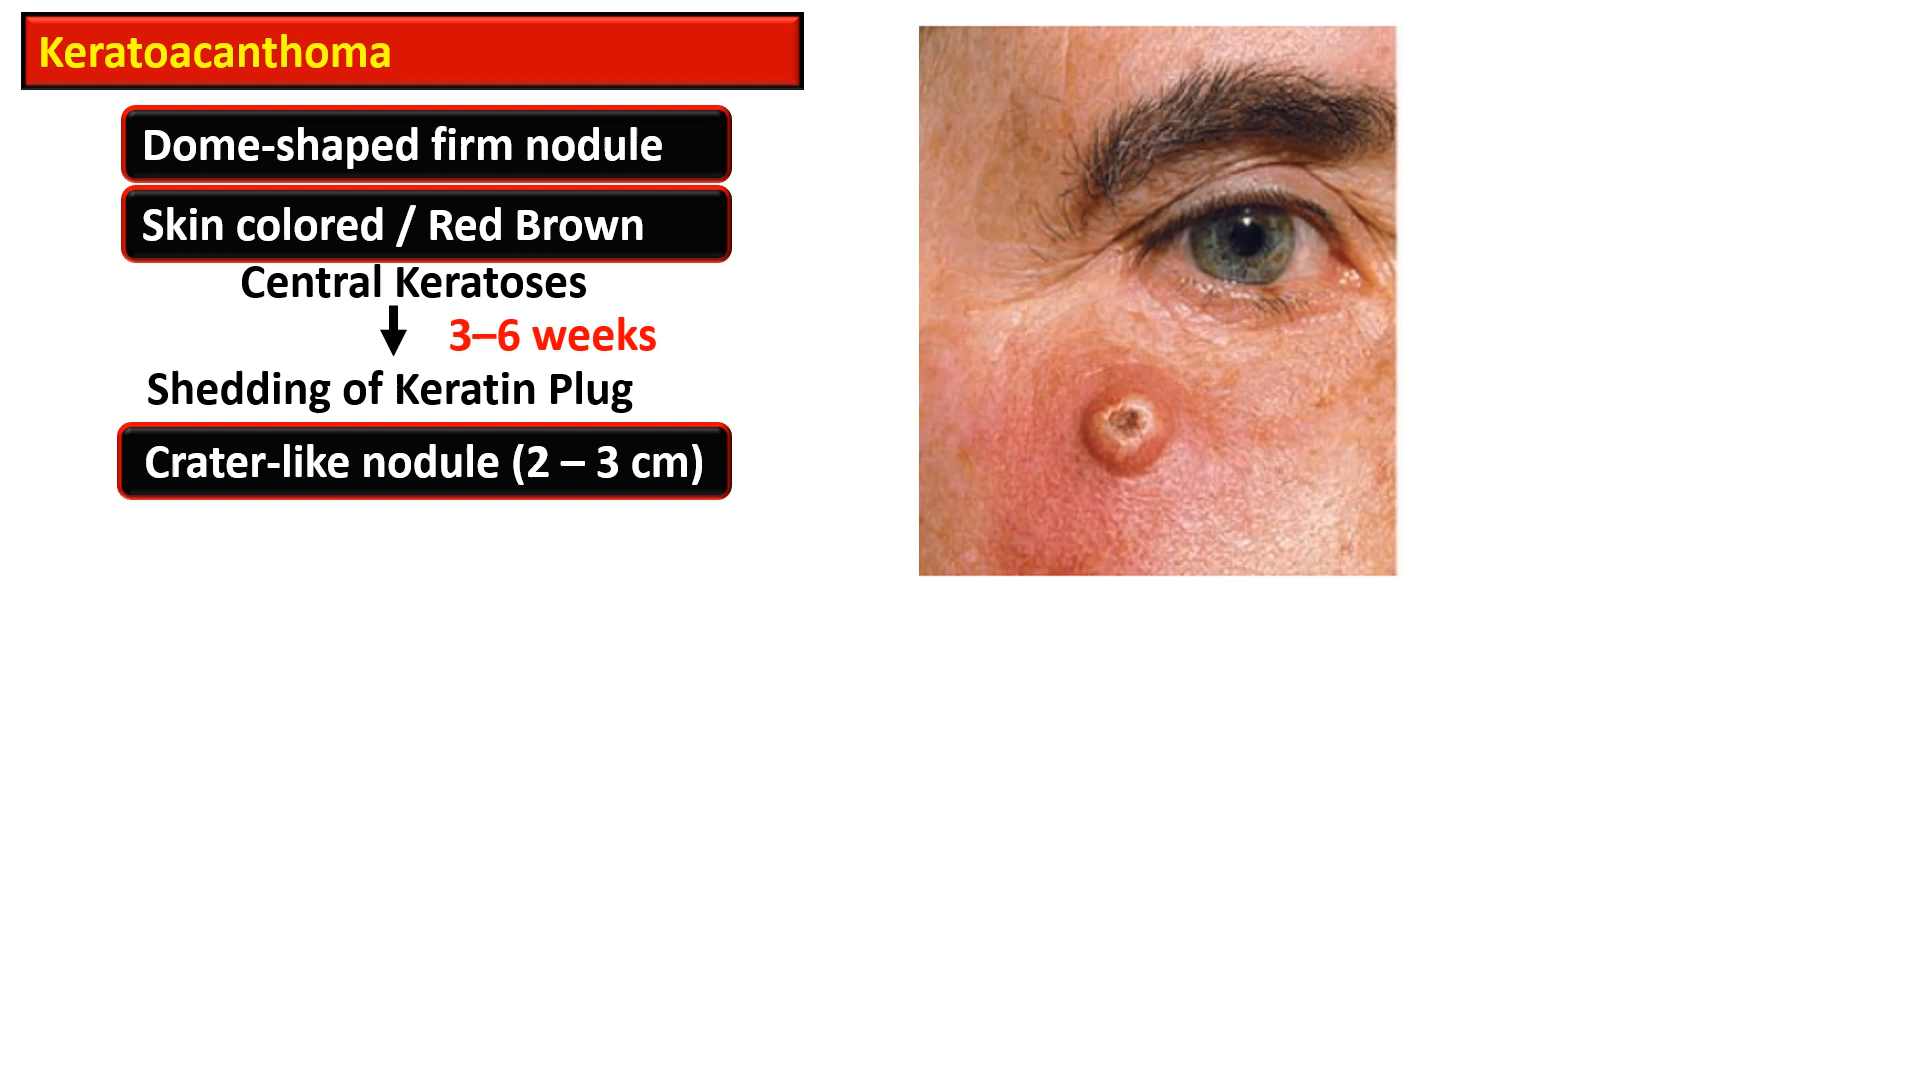 Keratoacanthoma
Dome-shaped firm nodule
Skin colored / Red Brown
Central Keratoses
3–6 weeks
Shedding of Keratin Plug
Crater-like nodule (2 – 3 cm)